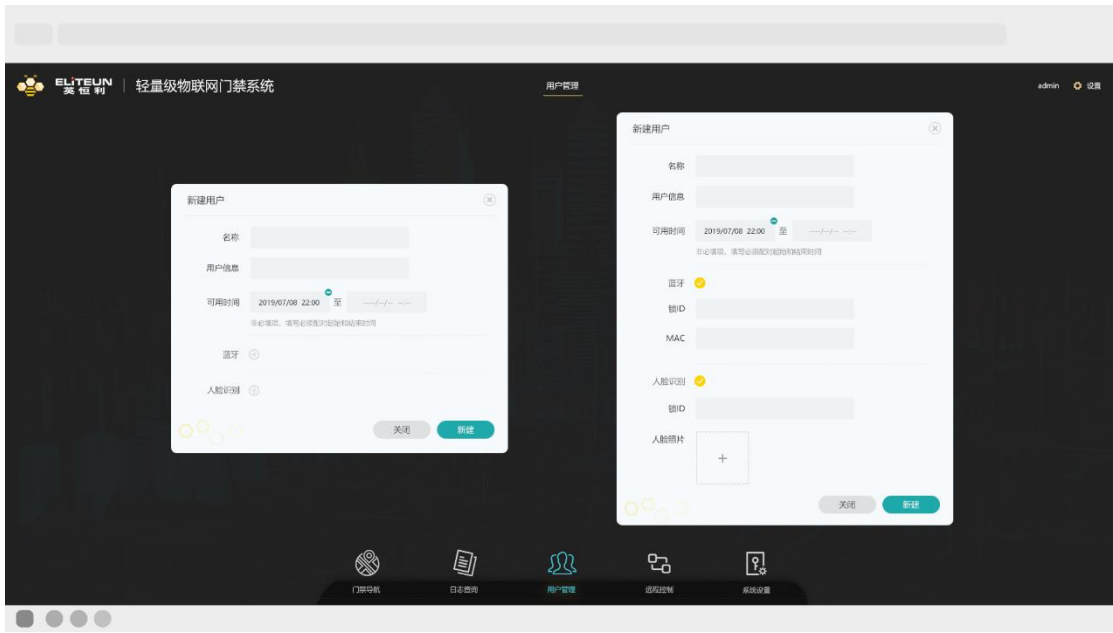 ELiTEUN
英恒利
轻量级物联网门禁系统
用户管理
admin
设置
新建用户
名称
用户信息
可用时间 2019/07/08 22:00 至 ----/--/-- --:--
非必填项，填写必须配对起始和结束时间
蓝牙
人脸识别
关闭 新建
新建用户
名称
用户信息
可用时间 2019/07/08 22:00 至 ----/--/-- --:--
非必填项，填写必须配对起始和结束时间
蓝牙
锁ID
MAC
人脸识别
锁ID
人脸照片
+
关闭 新建
门禁导航 日志查询 用户管理 远程控制 系统设置